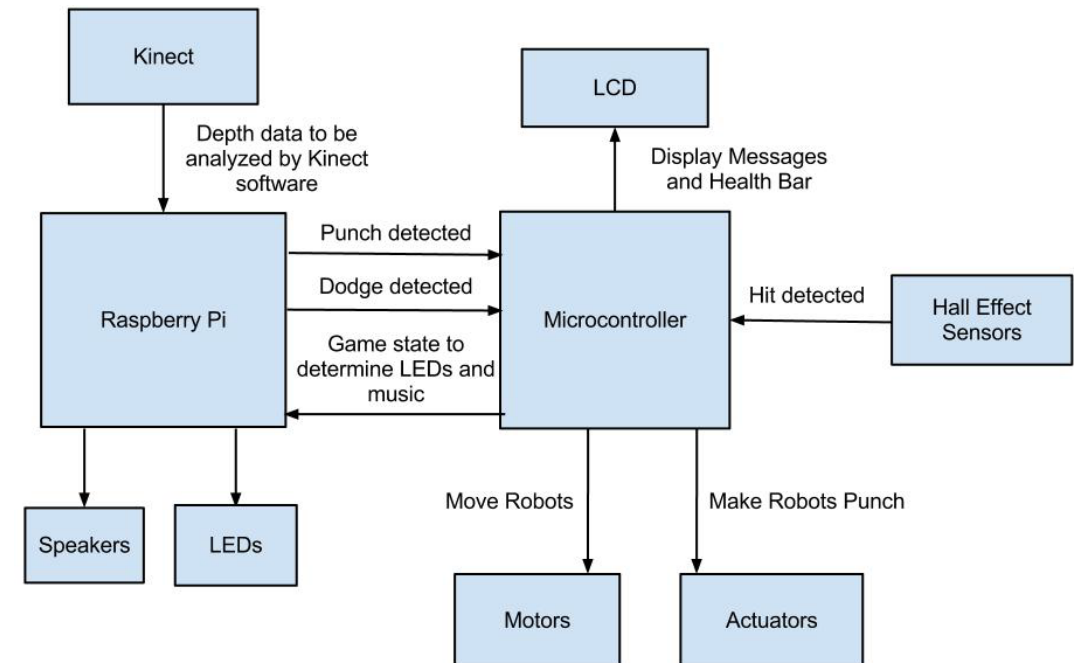 Kinect
LCD
Depth data to be
analyzed by Kinect
software
Display Messages
and Health Bar
Raspberry Pi
Punch detected
Dodge detected
Game state to
determine LEDs and
music
Microcontroller
Hit detected
Hall Effect
Sensors
Speakers
LEDs
Move Robots
Make Robots Punch
Motors
Actuators